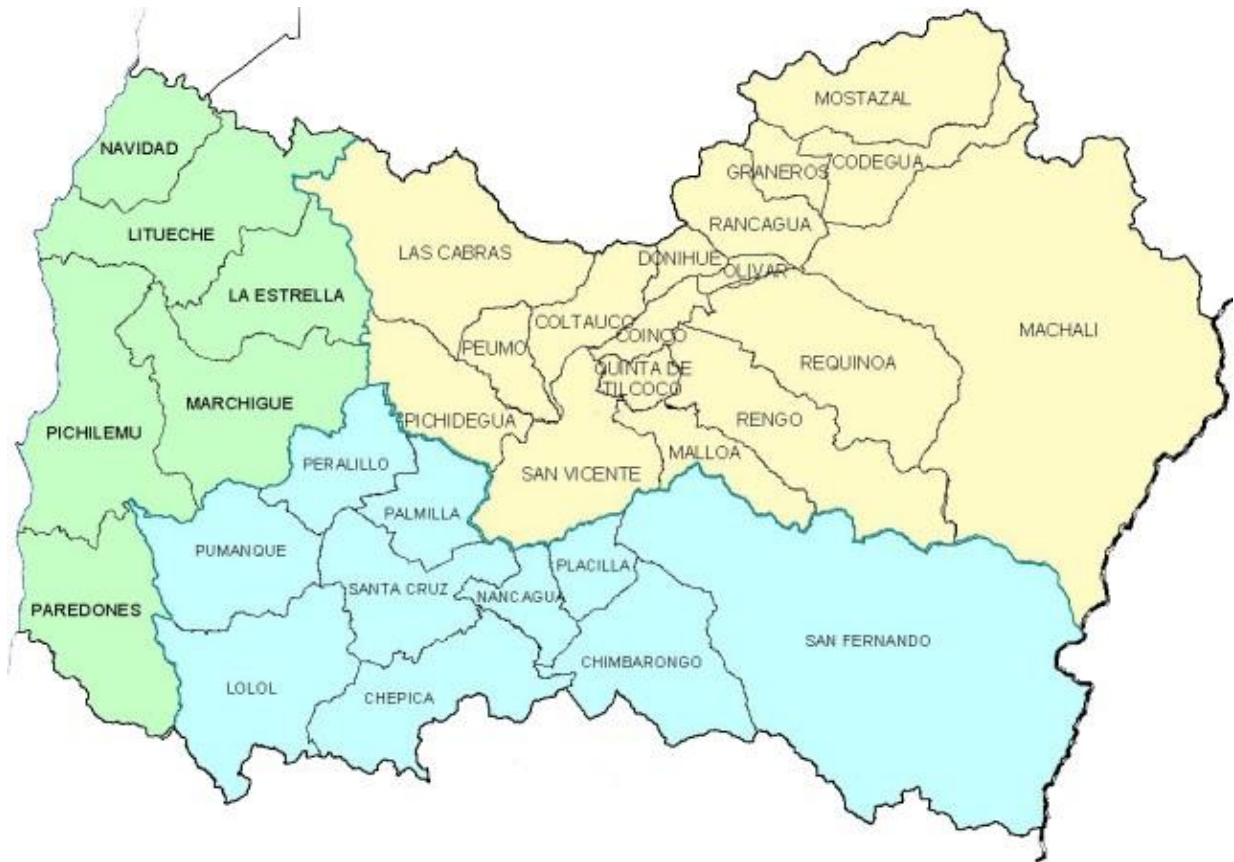 MOSTAZAL
NAVIDAD
CODEGUA
GRANEROS
RANCAGUA
LITUECHE
LAS CABRAS
DONIHUE
OLIVAR
LA ESTRELLA
COLTAUCO
COINCO
MACHALI
PEUMO
REQUINOA
QUINTA DE
TILCOCO
MARCHIGUE
PICHIDEGUA
RENGO
PICHILEMU
MALLOA
PERALILLO
SAN VICENTE
PALMILLA
PUMANQUE
PLACILLA
SANTA CRUZ
NANCAGUA
PAREDONES
SAN FERNANDO
CHIMBARONGO
LOLOL
CHEPICA